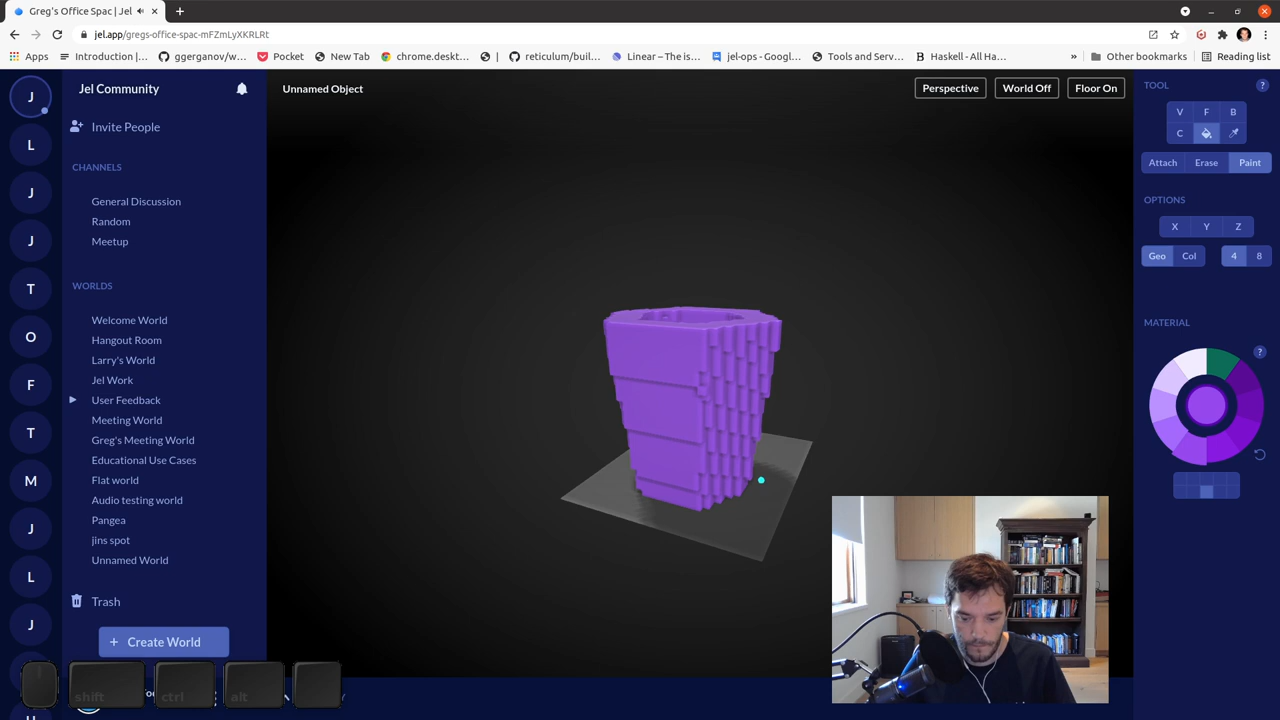 Greg's Office Spac | Jel
jel.app/gregs-office-spac-mFZmLyXKRLRt
Apps
Introduction |…
ggerganov/w…
Pocket
New Tab
chrome.deskt…
|
reticulum/buil…
Linear – The is…
jel-ops - Googl…
Tools and Serv…
Haskell - All Ha…
»
Other bookmarks
Reading list
J
L
J
J
T
O
F
T
M
J
L
J
Jel Community
Invite People
CHANNELS
General Discussion
Random
Meetup
WORLDS
Welcome World
Hangout Room
Larry's World
Jel Work
User Feedback
Meeting World
Greg's Meeting World
Educational Use Cases
Flat world
Audio testing world
Pangea
jins spot
Unnamed World
Trash
+ Create World
shift
ctrl
alt
Unnamed Object
Perspective
World Off
Floor On
TOOL
?
V
F
B
C
Attach
Erase
Paint
OPTIONS
X
Y
Z
Geo
Col
4
8
MATERIAL
?